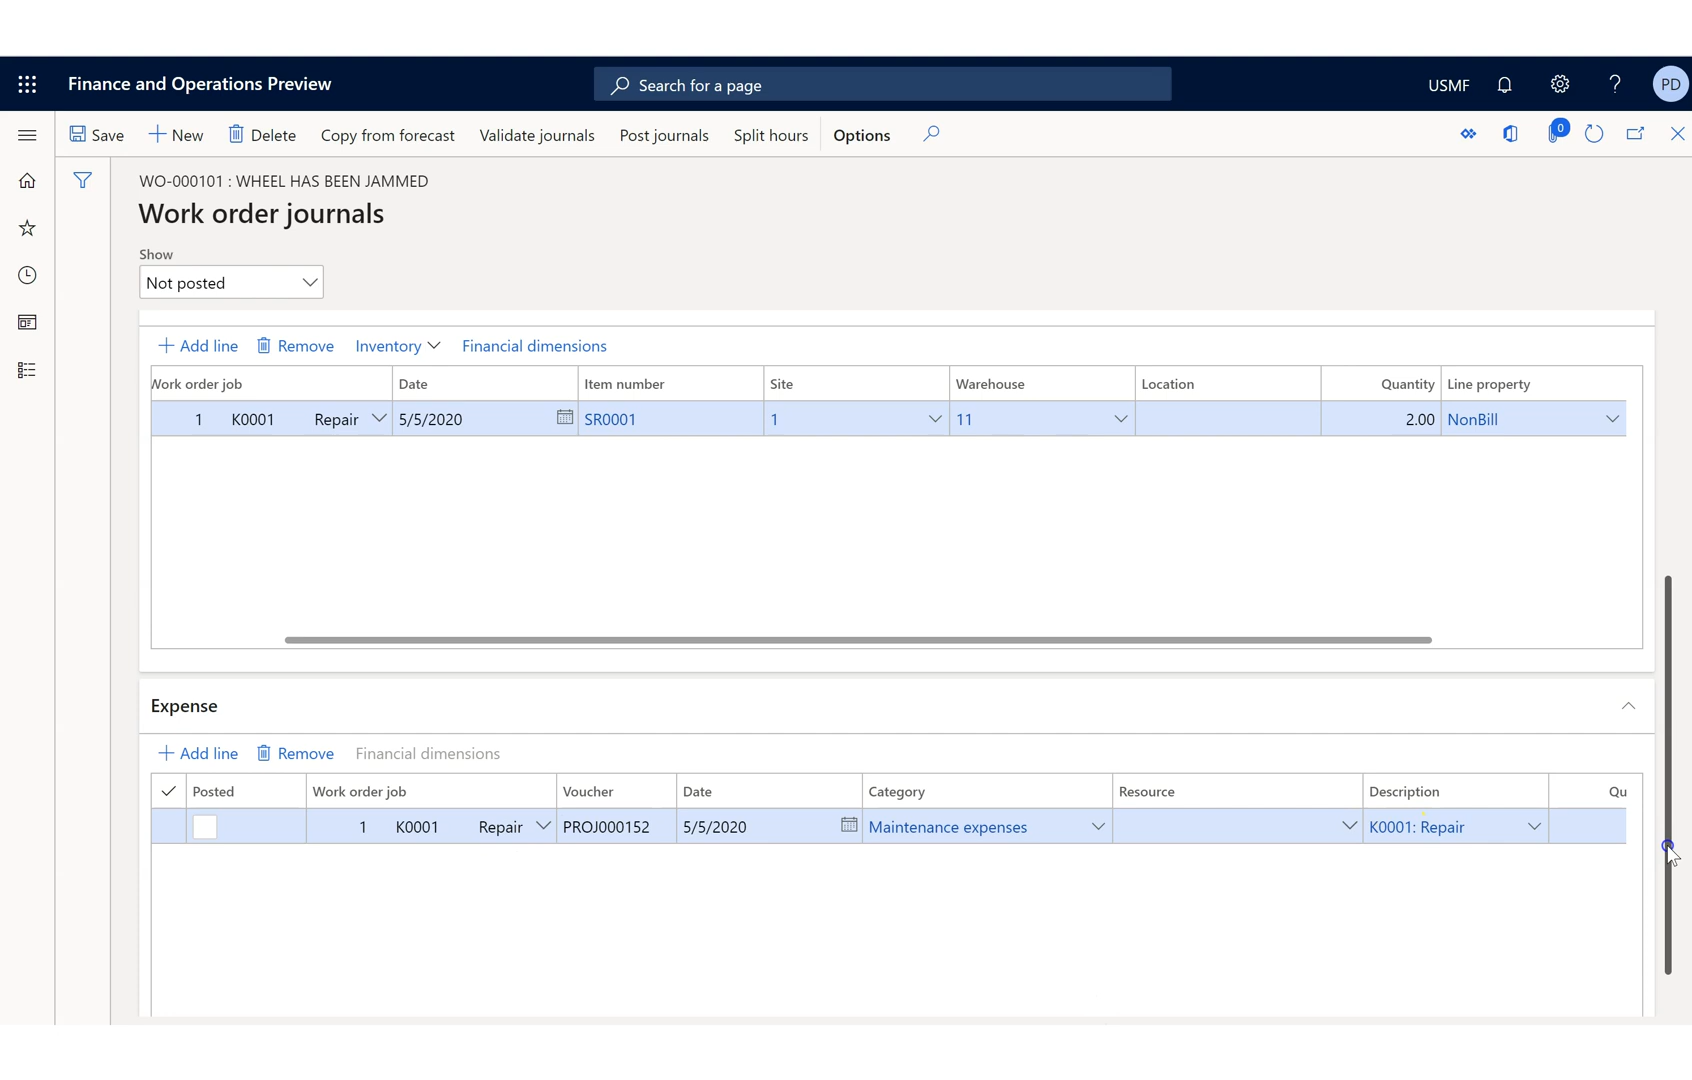 Finance and Operations Preview Search for a page USMF PD
Save New Delete Copy from forecast Validate journals Post journals Split hours Options 0
WO-000101 : WHEEL HAS BEEN JAMMED
Work order journals
Show
Not posted
Add line Remove Inventory Financial dimensions
Work order job Date Item number Site Warehouse Location Quantity Line property
1 K0001 Repair 5/5/2020 SR0001 1 11 2.00 NonBill
Expense
Add line Remove Financial dimensions
Posted Work order job Voucher Date Category Resource Description Qu
1 K0001 Repair PROJ000152 5/5/2020 Maintenance expenses K0001: Repair